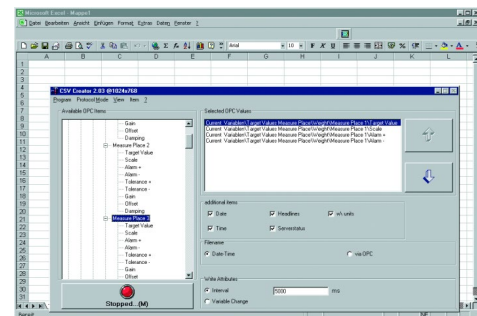 Microsoft Excel - Mappe1
Datei Bearbeiten Ansicht Einfügen Format Extras Daten Fenster ?
Arial 10 F K U
A B C D E F G H I J K L
1
2
3
4
5
6
7
8
9
10
11
12
13
14
15
16
17
18
19
20
21
22
23
24
25
26
27
28
29
30
31
CSV Creator 2.03 @1024x768
Program Protocol Mode View Item ?
Available OPC Items
Gain
Offset
Damping
Measure Place 2
Target Value
Scale
Alarm +
Alarm -
Tolerance +
Tolerance -
Gain
Offset
Damping
Measure Place 3
Target Value
Scale
Alarm +
Alarm -
Tolerance +
Tolerance -
Gain
Offset
Stopped...(M)
Selected OPC Values
Current Variablen\Target Values Measure Place\Weight\Measure Place 1\Target Value
Current Variablen\Target Values Measure Place\Weight\Measure Place 1\Scale
Current Variablen\Target Values Measure Place\Weight\Measure Place 1\Alarm +
Current Variablen\Target Values Measure Place\Weight\Measure Place 1\Alarm -
additional items
Date Headlines
Time Serverstatus
Filename
Date-Time via OPC
Write Attributes
Interval 5000 ms
Variable Change
Bereit NF